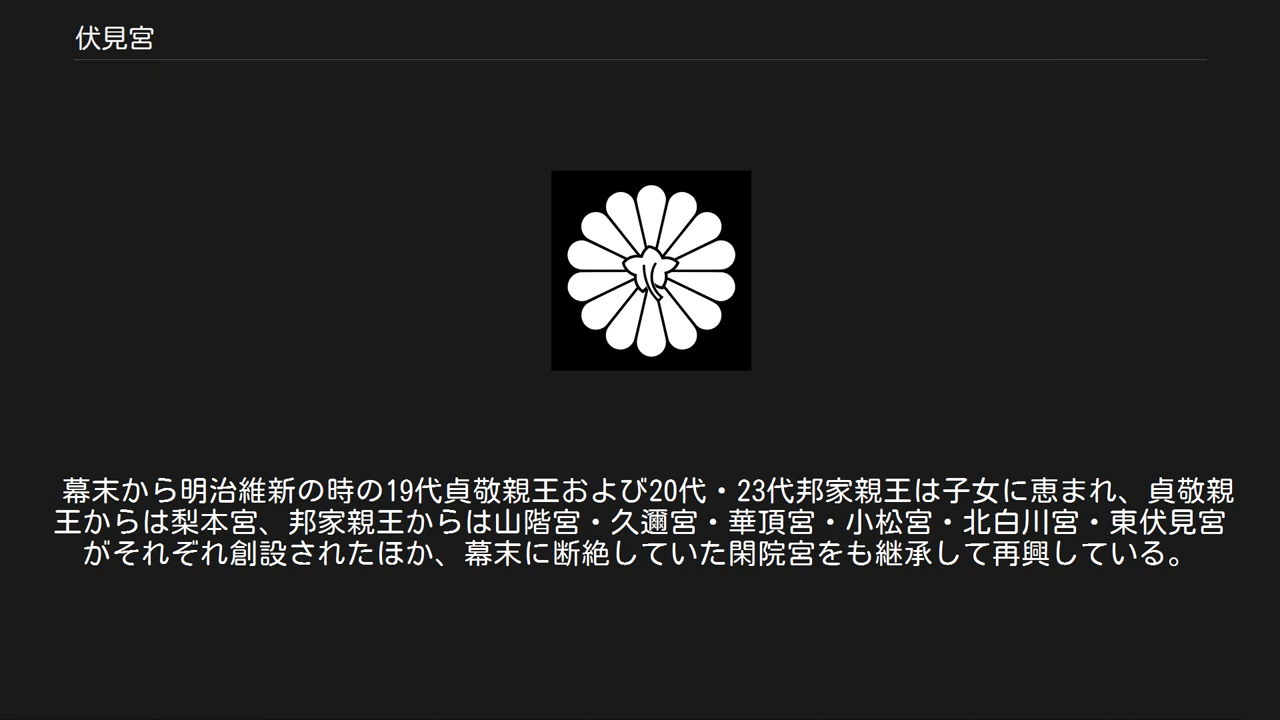 伏見宮
幕末から明治維新の時の19代貞敬親王および20代・23代邦家親王は子女に恵まれ、貞敬親
王からは梨本宮、邦家親王からは山階宮・久邇宮・華頂宮・小松宮・北白川宮・東伏見宮
がそれぞれ創設されたほか、幕末に断絶していた閑院宮をも継承して再興している。